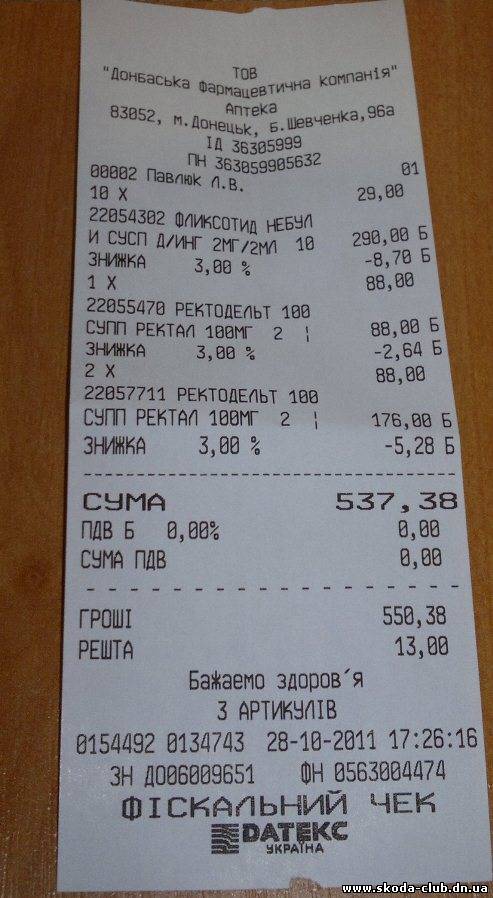 ТОВ
"Донбаська фармацевтична компанія"
Аптека
83052, м.Донецьк, Б.Шевченка,96а
ІД 36305999
ПН 363059905632
00002 Павлюк Л.В. 01
10 X 29,00
22054302 ФЛИКСОТИД НЕБУЛ
И СУСП Д/ИНГ 2МГ/2МЛ 10 290,00 Б
ЗНИЖКА 3,00 % -8,70 Б
1 X 88,00
22055470 РЕКТОДЕЛЬТ 100
СУПП РЕКТАЛ 100МГ 2 ¦ 88,00 Б
ЗНИЖКА 3,00 % -2,64 Б
2 X 88,00
22057711 РЕКТОДЕЛЬТ 100
СУПП РЕКТАЛ 100МГ 2 ¦ 176,00 Б
ЗНИЖКА 3,00 % -5,28 Б
СУМА 537,38
ПДВ Б 0,00% 0,00
СУМА ПДВ 0,00
ГРОШІ 550,38
РЕШТА 13,00
Бажаемо здоров´я
3 АРТИКУЛІВ
0154492 0134743 28-10-2011 17:26:16
ЗН ДО06009651 ФН 0563004474
ФІСКАЛЬНИЙ ЧЕК
DATEКС
УКРАЇНА
www.skoda-club.dn.ua